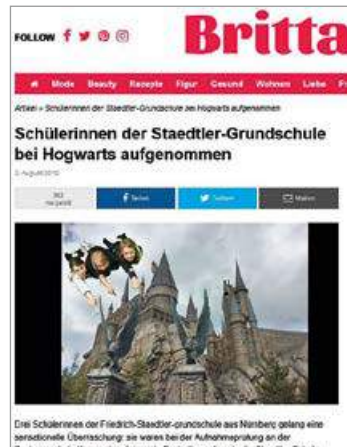 FOLLOW
Britta
Mode Beauty Rezepte Figur Gesund Wohnen Liebe
Artikel » Schülerinnen der Staedtler-Grundschule bei Hogwarts aufgenommen
Schülerinnen der Staedtler-Grundschule
bei Hogwarts aufgenommen
Teilen
Twittern
Mailen
Drei Schülerinnen der Friedrich-Staedtler-grundschule aus Nürnberg gelang eine
sensationelle Überraschung: sie waren bei der Aufnahmeprüfung an der